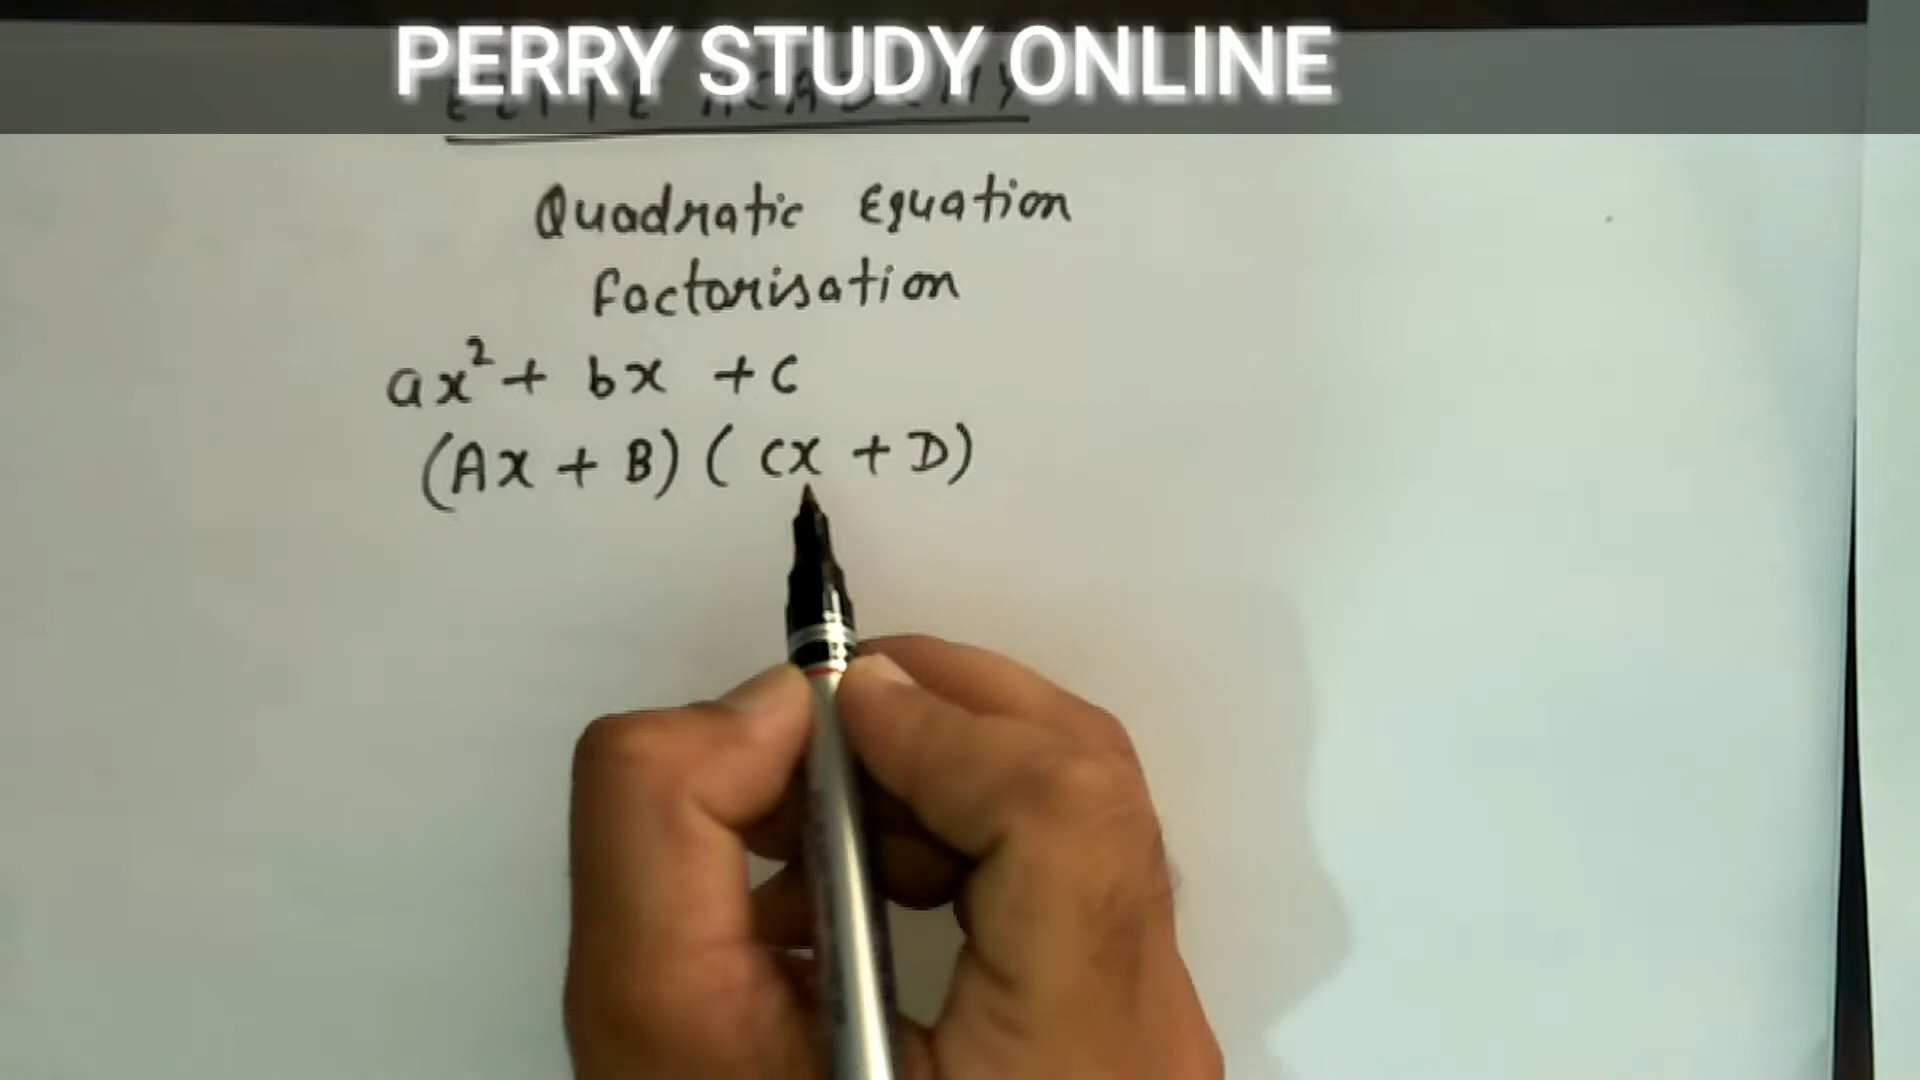 PERRY STUDY ONLINE
Quadratic Equation
factorisation
ax² + bx + c
(Ax + B) ( cx + D)